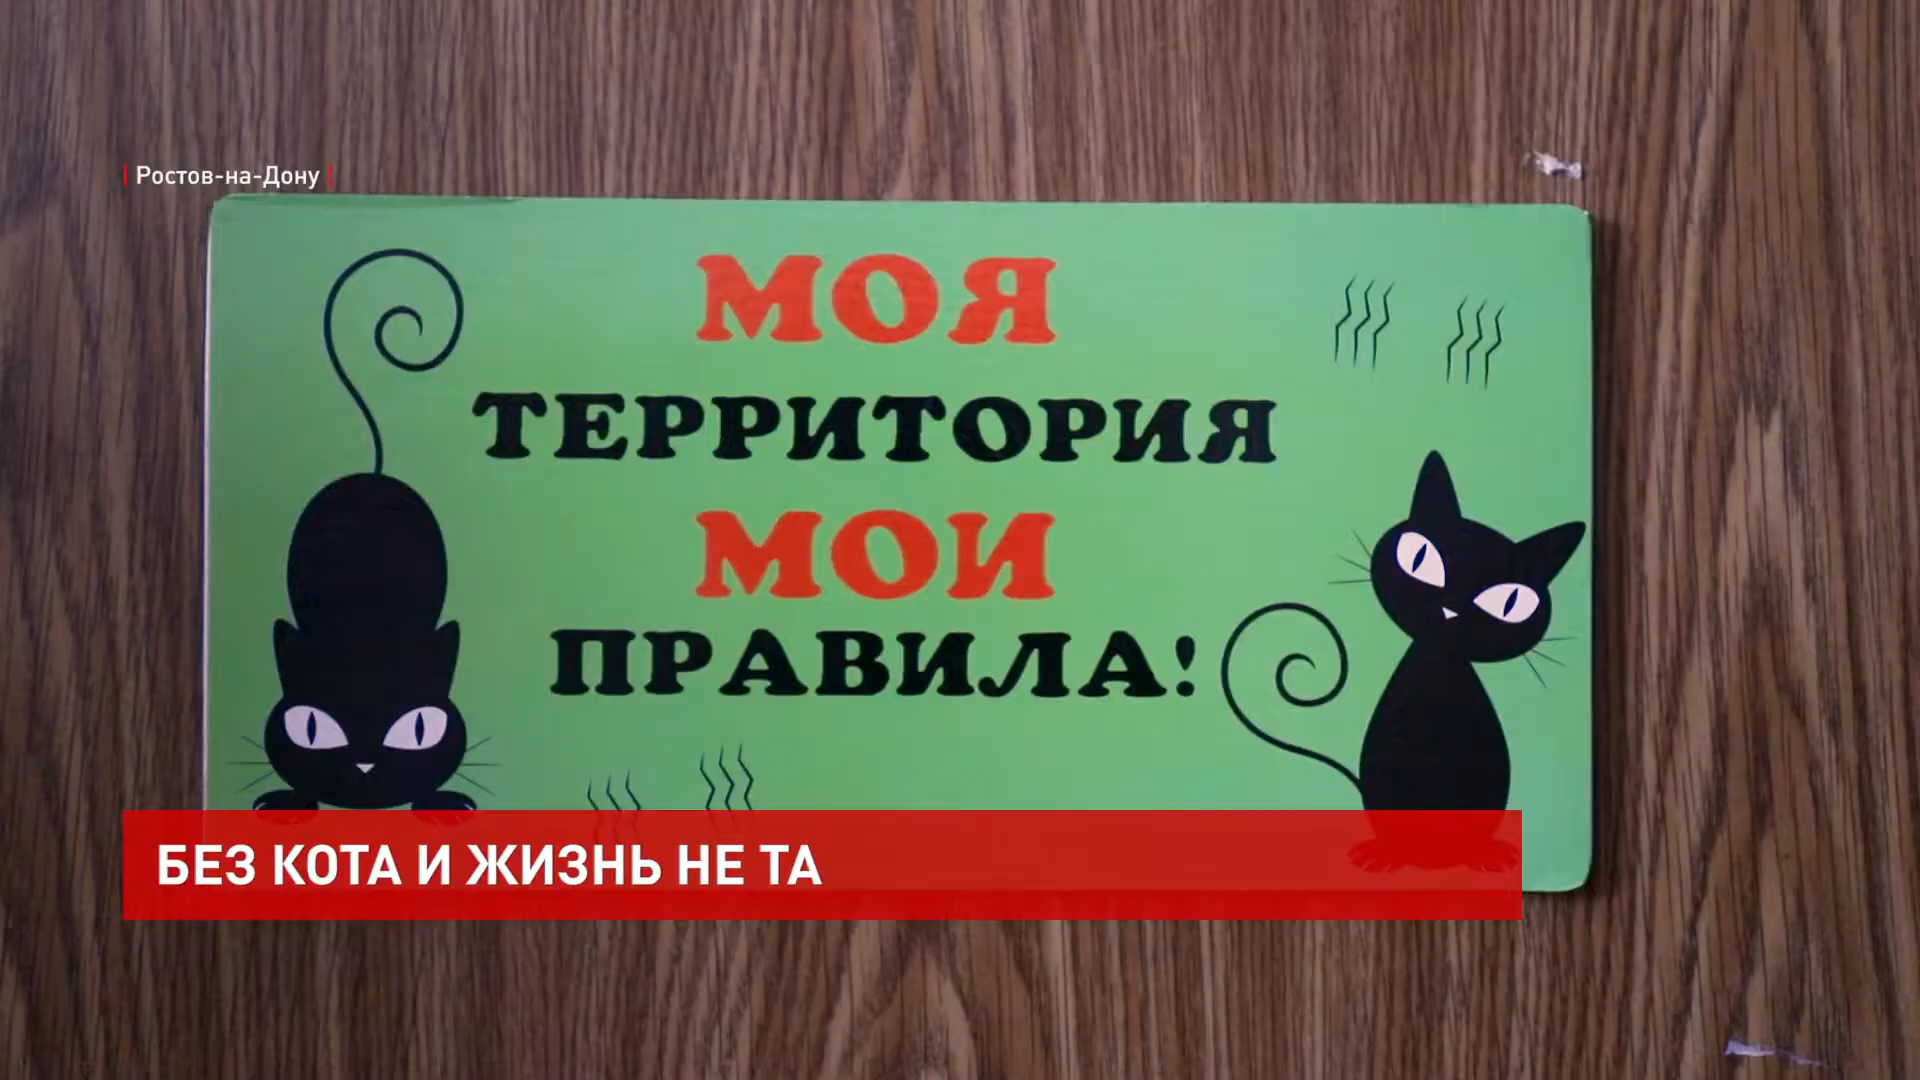 Ростов-на-Дону
МОЯ
ТЕРРИТОРИЯ
МОИ
ПРАВИЛА!
БЕЗ КОТА И ЖИЗНЬ НЕ ТА